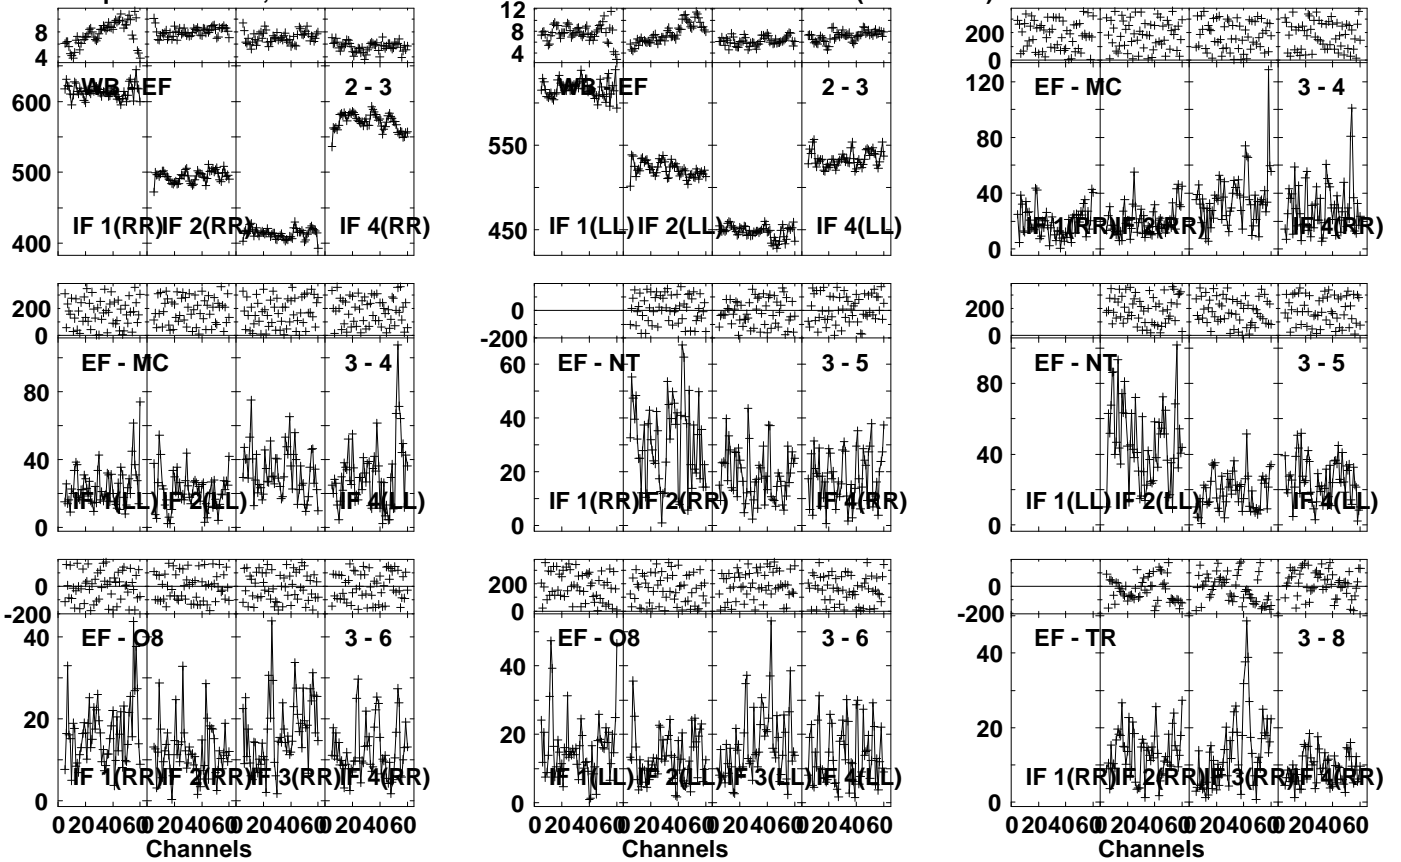 8 4
WB - EF 2 - 3
600 500 400
IF 1(RR) IF 2(RR) IF 4(RR)
12 8 4
WB - EF 2 - 3
550 450
IF 1(LL) IF 2(LL) IF 4(LL)
200 0
EF - MC 3 - 4
120 80 40 0
IF 1(RR) IF 2(RR) IF 4(RR)
200 0
EF - MC 3 - 4
80 40 0
IF 1(LL) IF 2(LL) IF 4(LL)
0 -200
EF - NT 3 - 5
60 40 20 0
IF 1(RR) IF 2(RR) IF 4(RR)
200 0
EF - NT 3 - 5
80 40 0
IF 1(LL) IF 2(LL) IF 4(LL)
0 -200
EF - O8 3 - 6
40 20 0
IF 1(RR) IF 2(RR) IF 3(RR) IF 4(RR)
0 204060 0 204060 0 204060 0 204060
Channels
200 0
EF - O8 3 - 6
40 20 0
IF 1(LL) IF 2(LL) IF 3(LL) IF 4(LL)
0 204060 0 204060 0 204060 0 204060
Channels
0 -200
EF - TR 3 - 8
40 20 0
IF 1(RR) IF 2(RR) IF 3(RR) IF 4(RR)
0 204060 0 204060 0 204060 0 204060
Channels